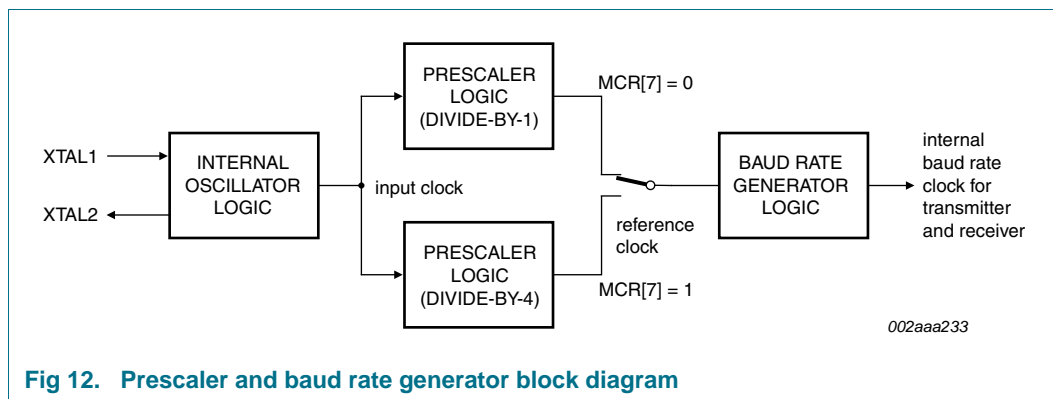 XTAL1
XTAL2
INTERNAL
OSCILLATOR
LOGIC
input clock
PRESCALER
LOGIC
(DIVIDE-BY-1)
MCR[7] = 0
PRESCALER
LOGIC
(DIVIDE-BY-4)
MCR[7] = 1
reference
clock
BAUD RATE
GENERATOR
LOGIC
internal
baud rate
clock for
transmitter
and receiver
002aaa233
Fig 12. Prescaler and baud rate generator block diagram